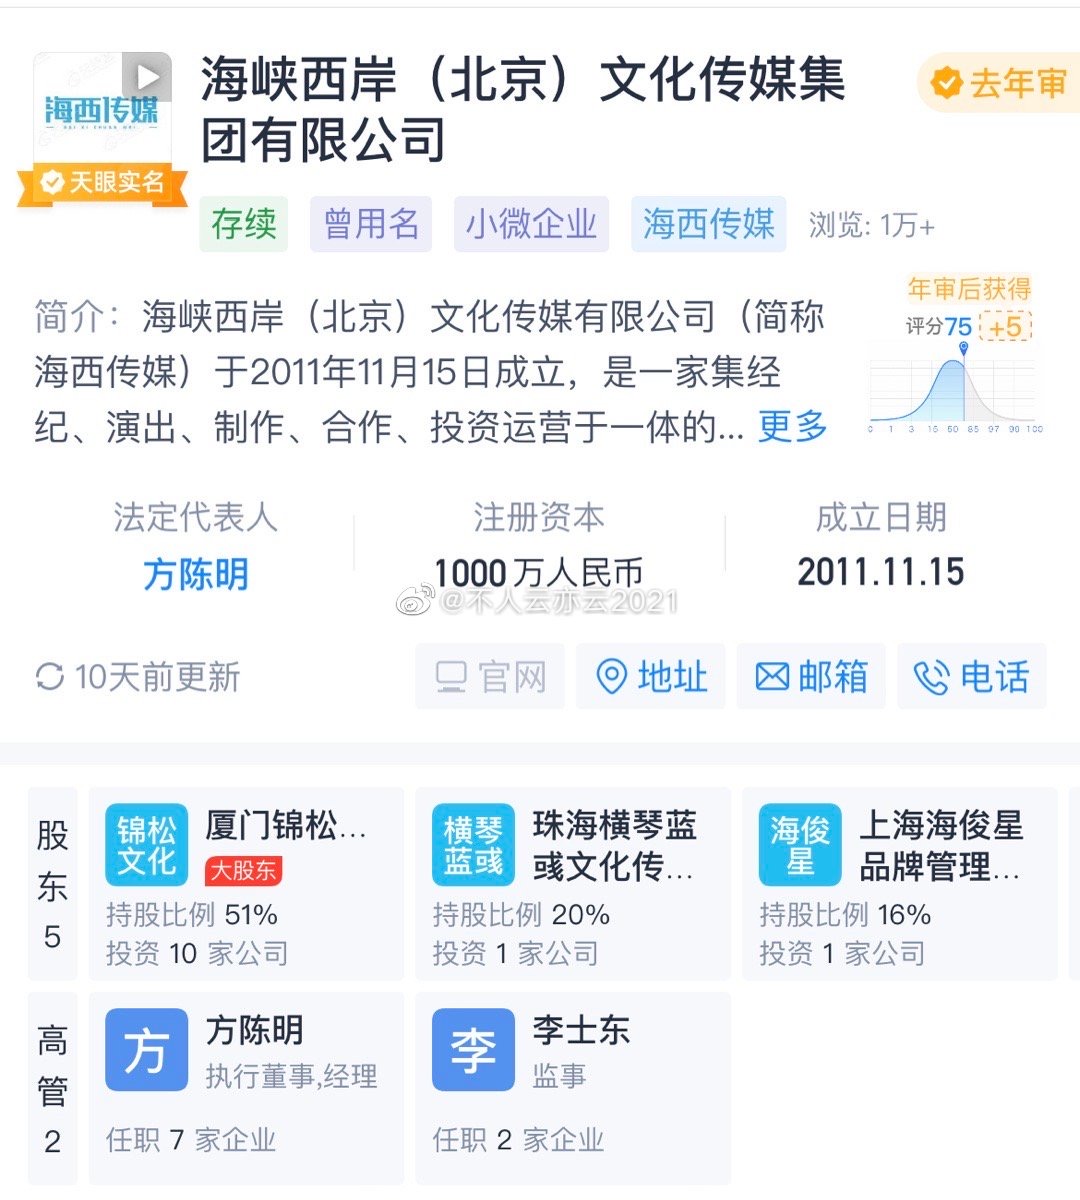 海西传媒
HAI XI CHUAN MEI
天眼实名
海峡西岸（北京）文化传媒集
团有限公司
去年审
存续 曾用名 小微企业 海西传媒 浏览: 1万+
简介：海峡西岸（北京）文化传媒有限公司（简称
海西传媒）于2011年11月15日成立，是一家集经
纪、演出、制作、合作、投资运营于一体的... 更多
年审后获得
评分75 +5
0 1 3 15 50 85 97 99 100
法定代表人 注册资本 成立日期
方陈明 1000万人民币 2011.11.15
@不人云亦云2021
10天前更新 官网 地址 邮箱 电话
股
东
5
锦松
文化
厦门锦松...
大股东
持股比例 51%
投资 10 家公司
横琴
蓝彧
珠海横琴蓝
彧文化传...
持股比例 20%
投资 1 家公司
海俊
星
上海海俊星
品牌管理...
持股比例 16%
投资 1 家公司
高
管
2
方
方陈明
执行董事,经理
任职 7 家企业
李
李士东
监事
任职 2 家企业